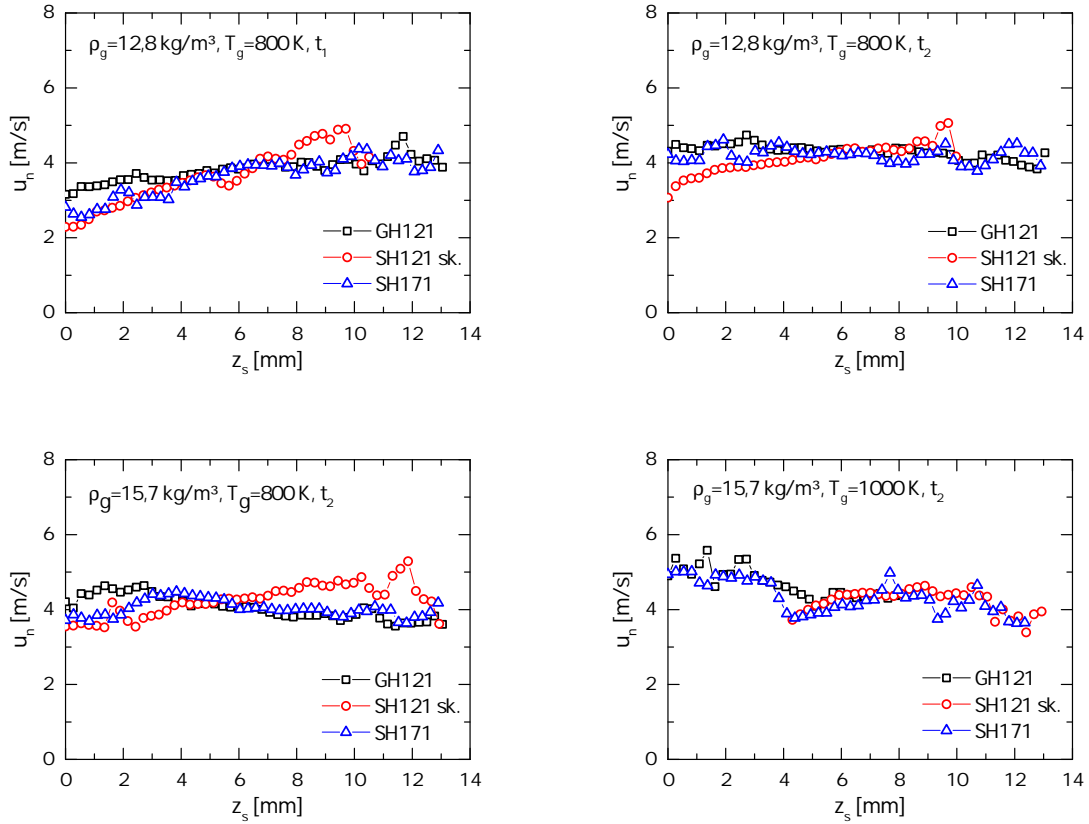 8
ρg=12,8 kg/m³, Tg=800 K, t1
6
4
2
0
un [m/s]
GH121
SH121 sk.
SH171
0 2 4 6 8 10 12 14
zs [mm]
8
ρg=12,8 kg/m³, Tg=800 K, t2
6
4
2
0
un [m/s]
GH121
SH121 sk.
SH171
0 2 4 6 8 10 12 14
zs [mm]
8
ρg=15,7 kg/m³, Tg=800 K, t2
6
4
2
0
un [m/s]
GH121
SH121 sk.
SH171
0 2 4 6 8 10 12 14
zs [mm]
8
ρg=15,7 kg/m³, Tg=1000 K, t2
6
4
2
0
un [m/s]
GH121
SH121 sk.
SH171
0 2 4 6 8 10 12 14
zs [mm]